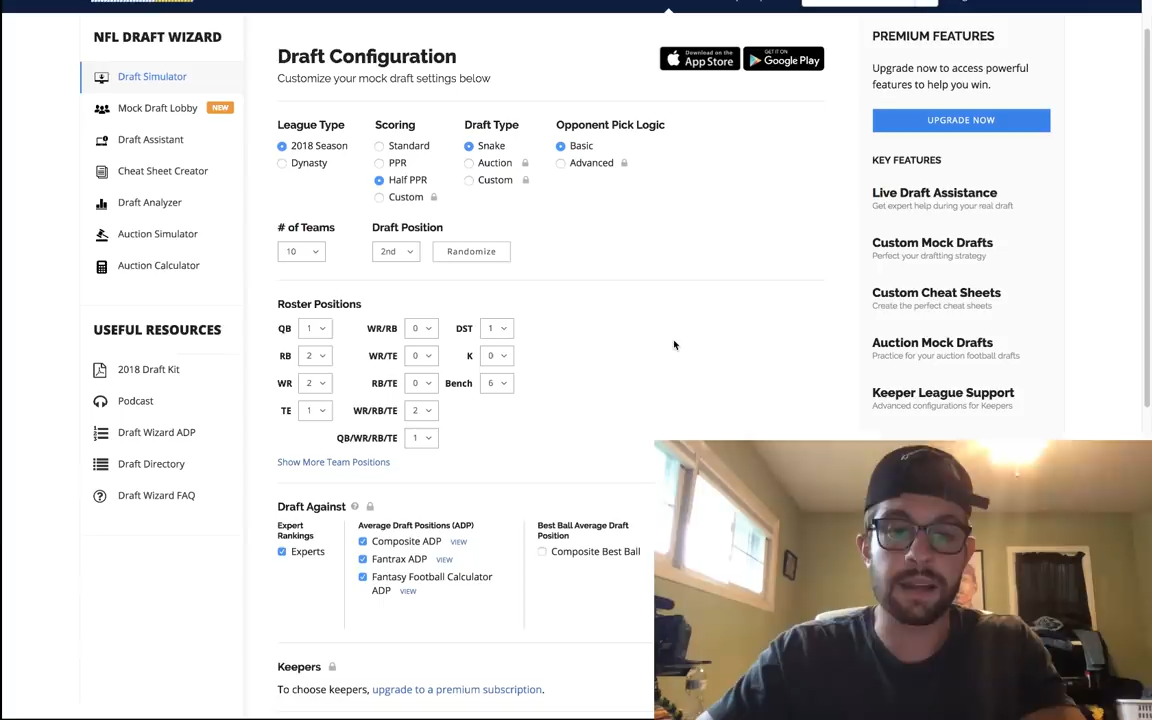 NFL DRAFT WIZARD
Draft Simulator
Mock Draft Lobby NEW
Draft Assistant
Cheat Sheet Creator
Draft Analyzer
Auction Simulator
Auction Calculator
USEFUL RESOURCES
2018 Draft Kit
Podcast
Draft Wizard ADP
Draft Directory
Draft Wizard FAQ
Draft Configuration
Customize your mock draft settings below
Download on the
App Store
GET IT ON
Google Play
League Type
2018 Season
Dynasty
Scoring
Standard
PPR
Half PPR
Custom
Draft Type
Snake
Auction
Custom
Opponent Pick Logic
Basic
Advanced
# of Teams
10
Draft Position
2nd
Randomize
Roster Positions
QB 1 WR/RB 0 DST 1
RB 2 WR/TE 0 K 0
WR 2 RB/TE 0 Bench 6
TE 1 WR/RB/TE 2
QB/WR/RB/TE 1
Show More Team Positions
Draft Against ?
Expert
Rankings
Experts
Average Draft Positions (ADP)
Composite ADP VIEW
Fantrax ADP VIEW
Fantasy Football Calculator
ADP VIEW
Best Ball Average Draft
Position
Composite Best Ball
Keepers
To choose keepers, upgrade to a premium subscription.
PREMIUM FEATURES
Upgrade now to access powerful
features to help you win.
UPGRADE NOW
KEY FEATURES
Live Draft Assistance
Get expert help during your real draft
Custom Mock Drafts
Perfect your draftting strategy
Custom Cheat Sheets
Create the perfect cheat sheets
Auction Mock Drafts
Practice for your auction football drafts
Keeper League Support
Advanced configurations for Keepers